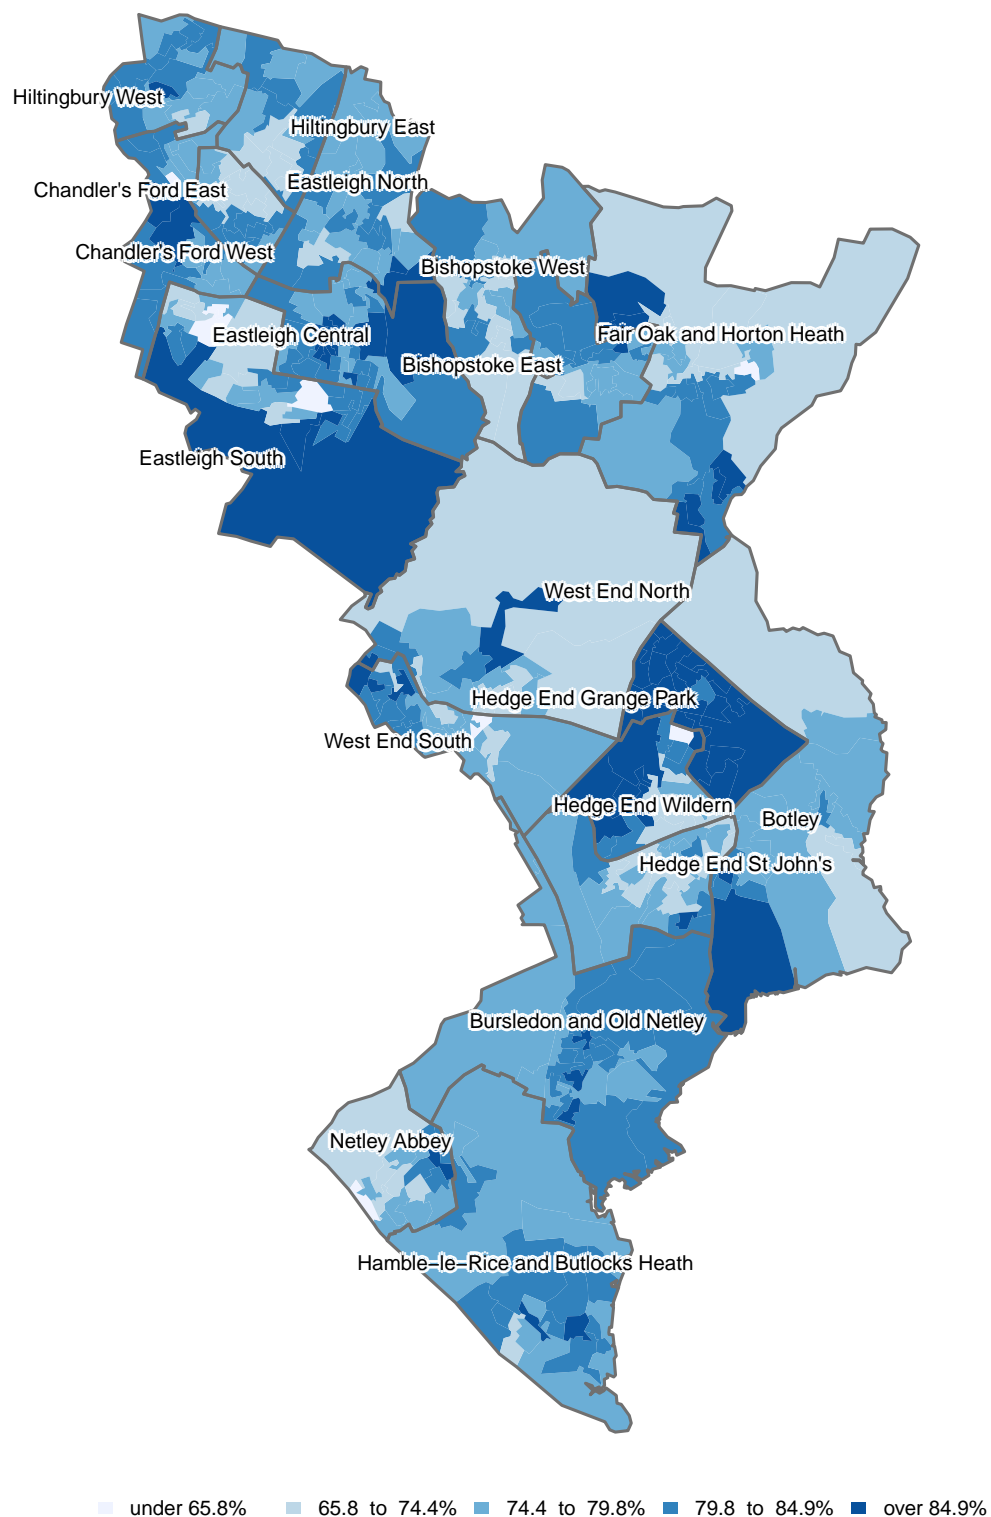 Hiltingbury West
Hiltingbury East
Eastleigh North
Chandler's Ford East
Chandler's Ford West
Bishopstoke West
Eastleigh Central
Fair Oak and Horton Heath
Bishopstoke East
Eastleigh South
West End North
Hedge End Grange Park
West End South
Hedge End Wildern
Botley
Hedge End St John's
Bursledon and Old Netley
Netley Abbey
Hamble−le−Rice and Butlocks Heath
under 65.8% 65.8 to 74.4% 74.4 to 79.8% 79.8 to 84.9% over 84.9%